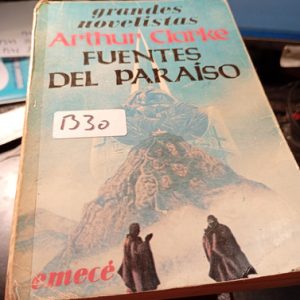 grandes
novelistas
Arthur Clarke
FUENTES
DEL PARAÍSO
B30
emecé